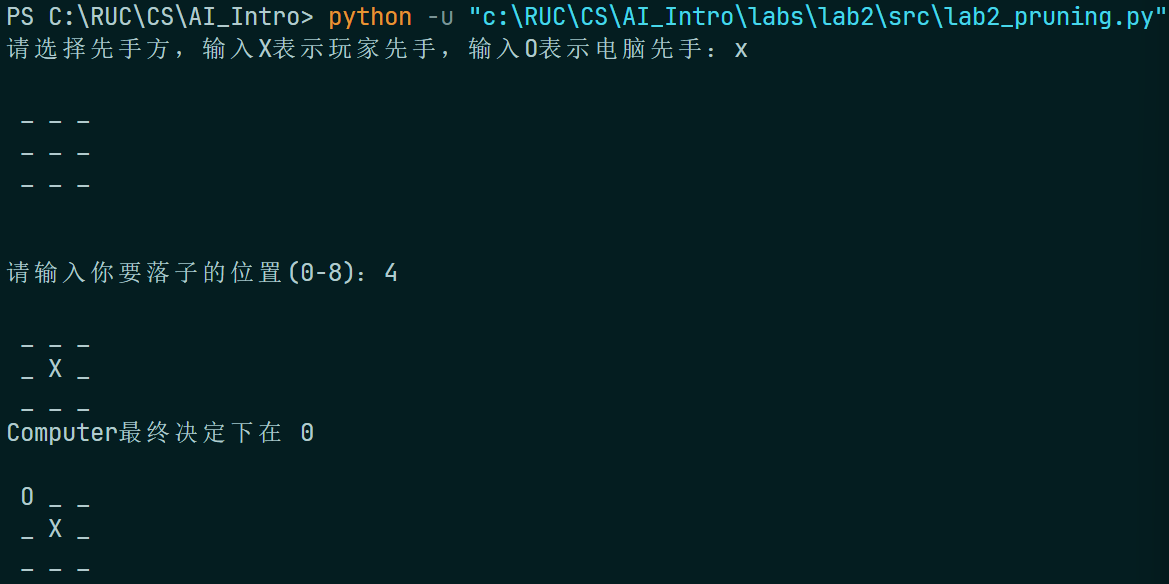 PS C:\RUC\CS\AI_Intro> python -u "c:\RUC\CS\AI_Intro\labs\lab2\src\lab2_pruning.py"
请选择先手方，输入X表示玩家先手，输入O表示电脑先手：x
_ _ _
_ _ _
_ _ _
请输入你要落子的位置(0-8)：4
_ _ _
_ X _
_ _ _
Computer最终决定下在 0
O _ _
_ X _
_ _ _